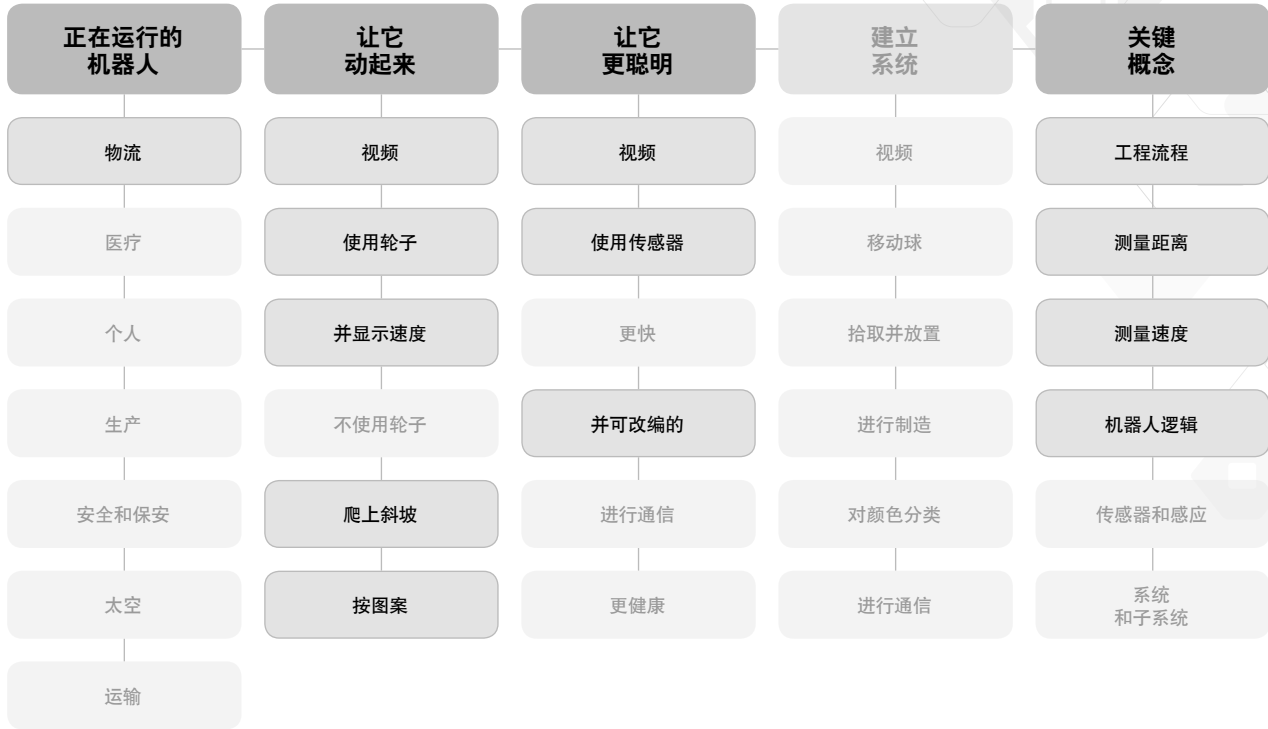 正在运行的
机器人
让它
动起来
让它
更聪明
建立
系统
关键
概念
物流
视频
视频
视频
工程流程
医疗
使用轮子
使用传感器
移动球
测量距离
个人
并显示速度
更快
拾取并放置
测量速度
生产
不使用轮子
并可改编的
进行制造
机器人逻辑
安全和保安
爬上斜坡
进行通信
对颜色分类
传感器和感应
太空
按图案
更健康
进行通信
系统
和子系统
运输